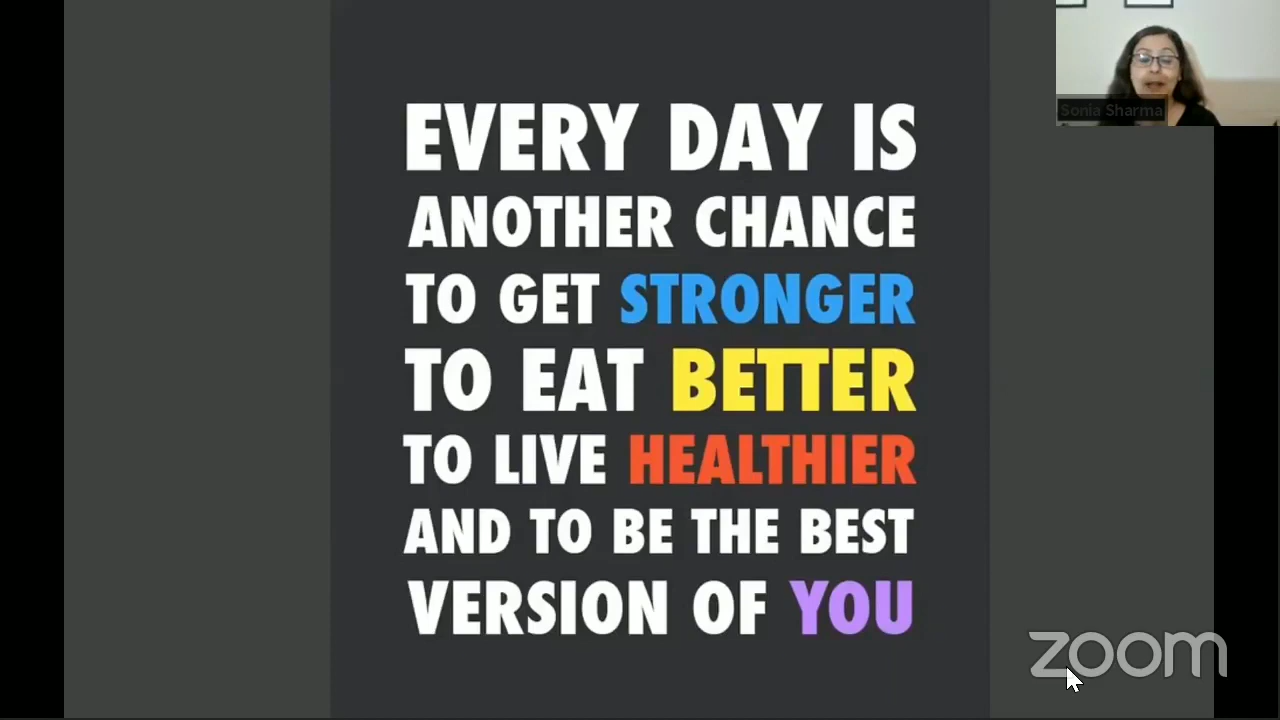 Sonia Sharma
EVERY DAY IS
ANOTHER CHANCE
TO GET STRONGER
TO EAT BETTER
TO LIVE HEALTHIER
AND TO BE THE BEST
VERSION OF YOU
zoom